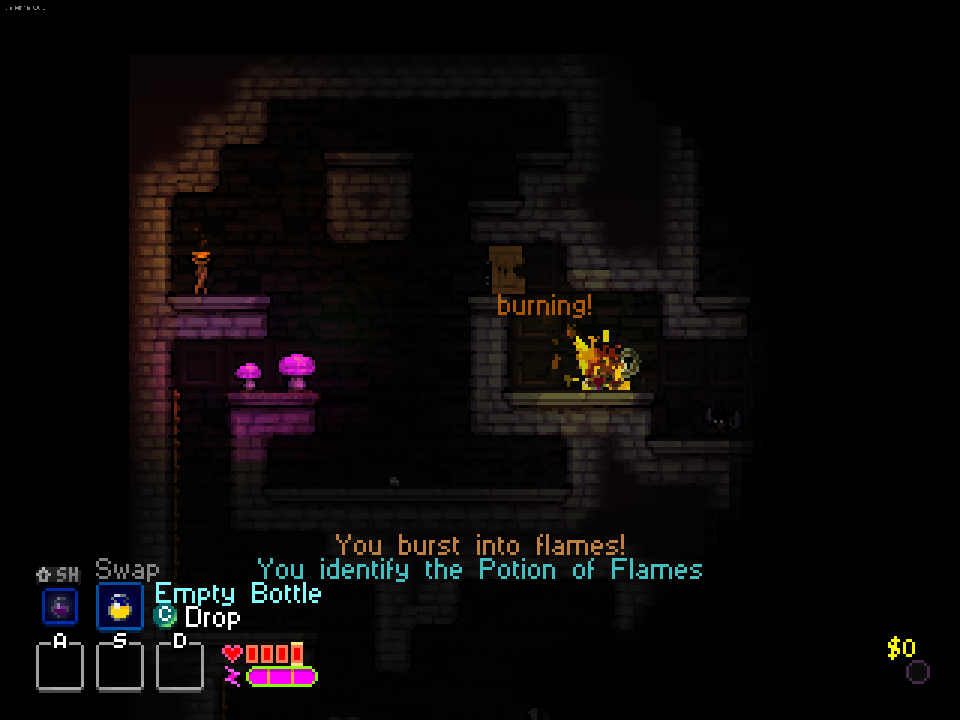 burning!
You burst into flames!
You identify the Potion of Flames
SH Swap
Empty Bottle
C Drop
A S D
$0